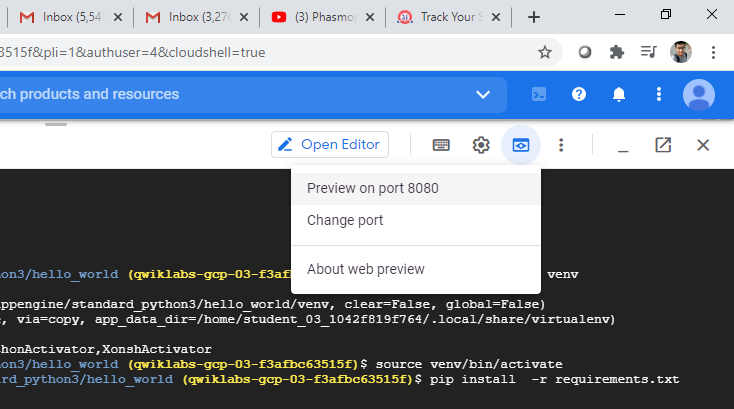 Inbox (5,54
Inbox (3,27
(3) Phasmo
Track Your S
3515f&pli=1&authuser=4&cloudshell=true
ch products and resources
Open Editor
Preview on port 8080
Change port
About web preview
on3/hello_world (qwiklabs-gcp-03-f3af venv
ppengine/standard_python3/hello_world/venv, clear=False, global=False)
, via=copy, app_data_dir=/home/student_03_1042f819f764/.local/share/virtualenv)
honActivator,XonshActivator
on3/hello_world (qwiklabs-gcp-03-f3afbc63515f)$ source venv/bin/activate
rd_python3/hello_world (qwiklabs-gcp-03-f3afbc63515f)$ pip install  -r requirements.txt